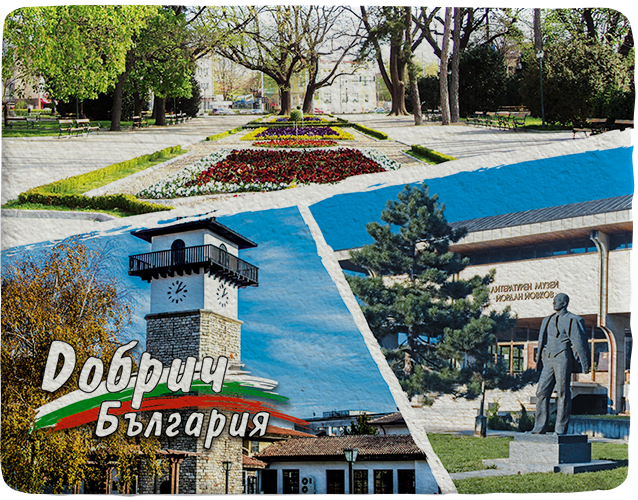 ЛИТЕРАТУРЕН МУЗЕЙ
ЙОРДАН ЙОВКОВ
Добрич
България